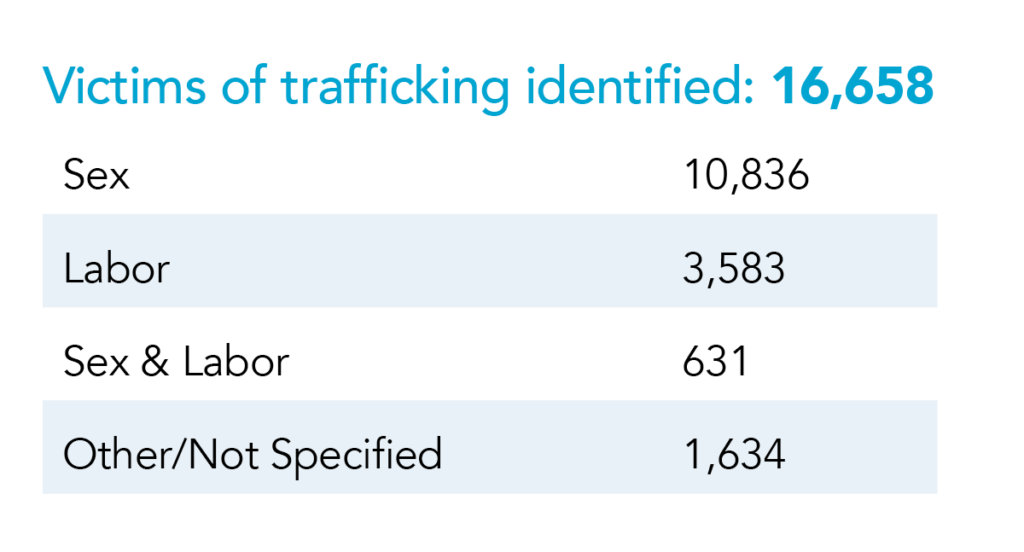 Victims of trafficking identified: 16,658
Sex 10,836
Labor 3,583
Sex & Labor 631
Other/Not Specified 1,634